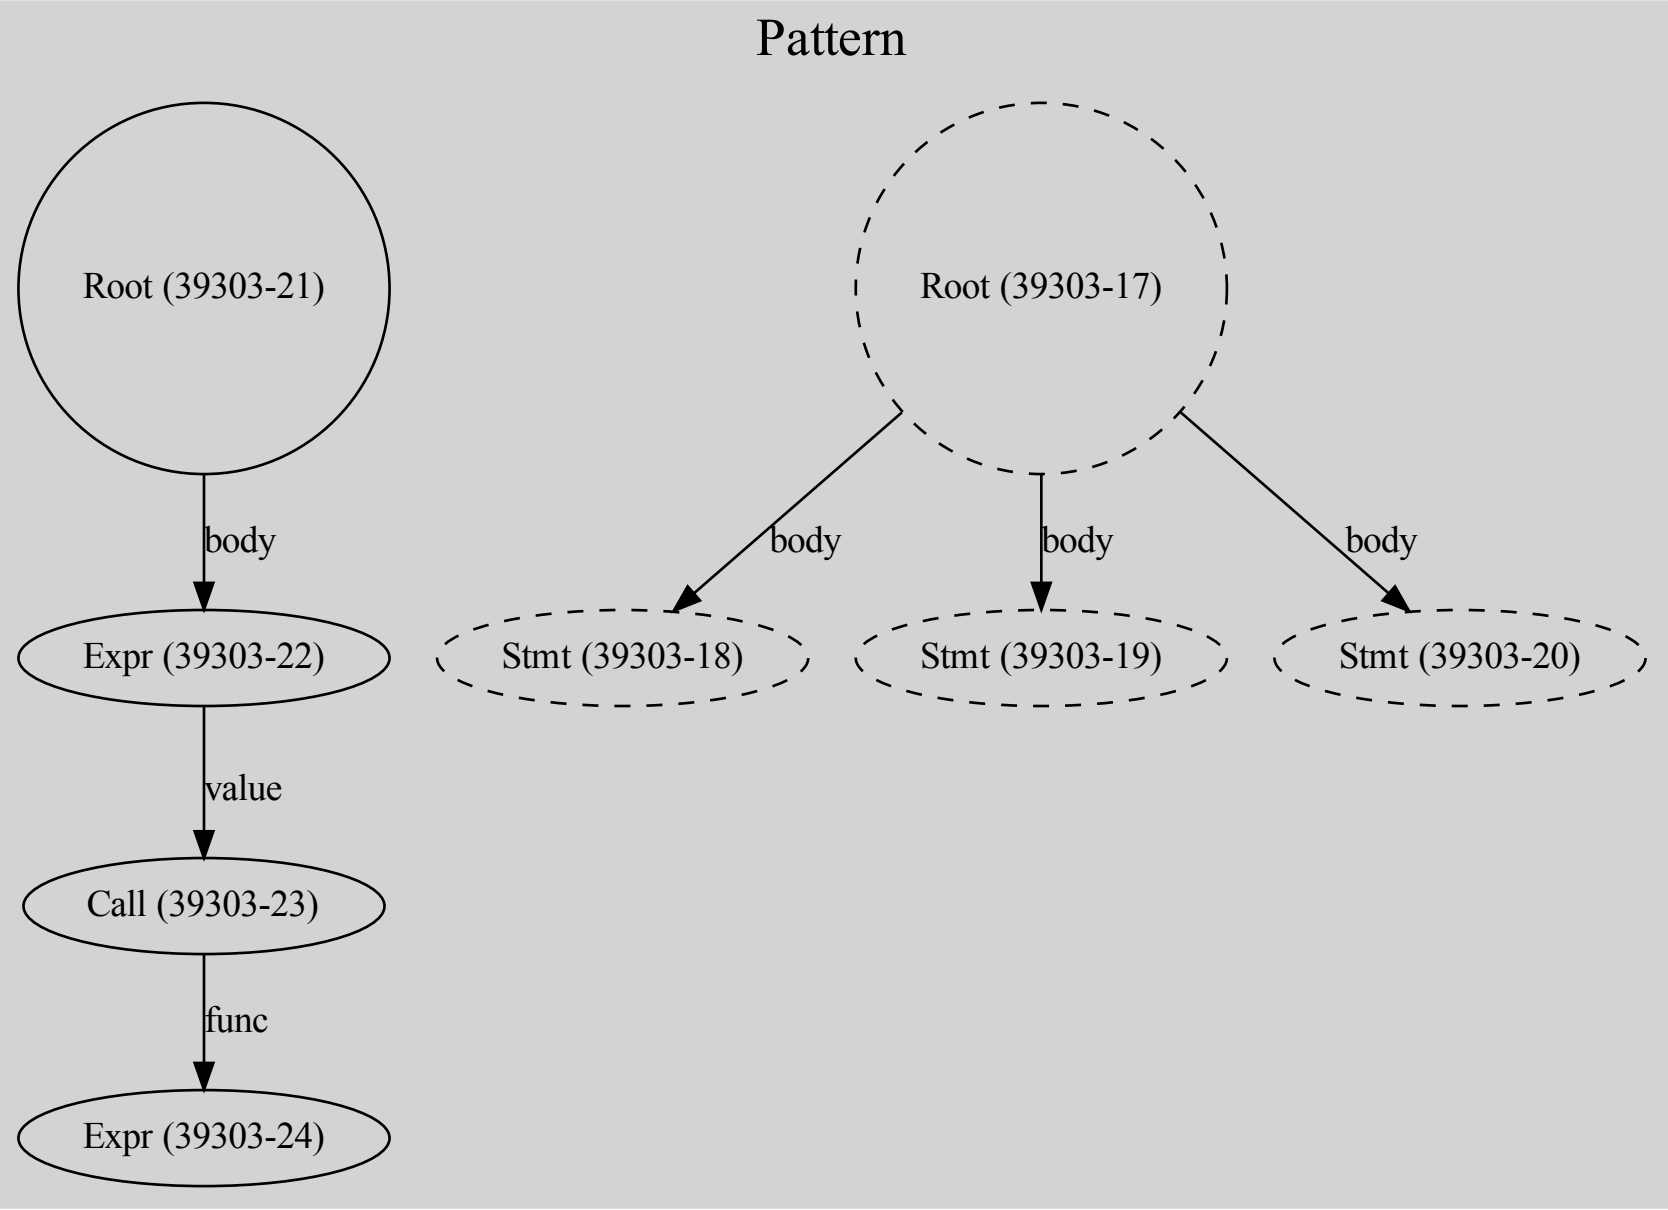 Pattern
Root (39303-21)
Root (39303-17)
body
body
body
body
Expr (39303-22)
Stmt (39303-18)
Stmt (39303-19)
Stmt (39303-20)
value
Call (39303-23)
func
Expr (39303-24)